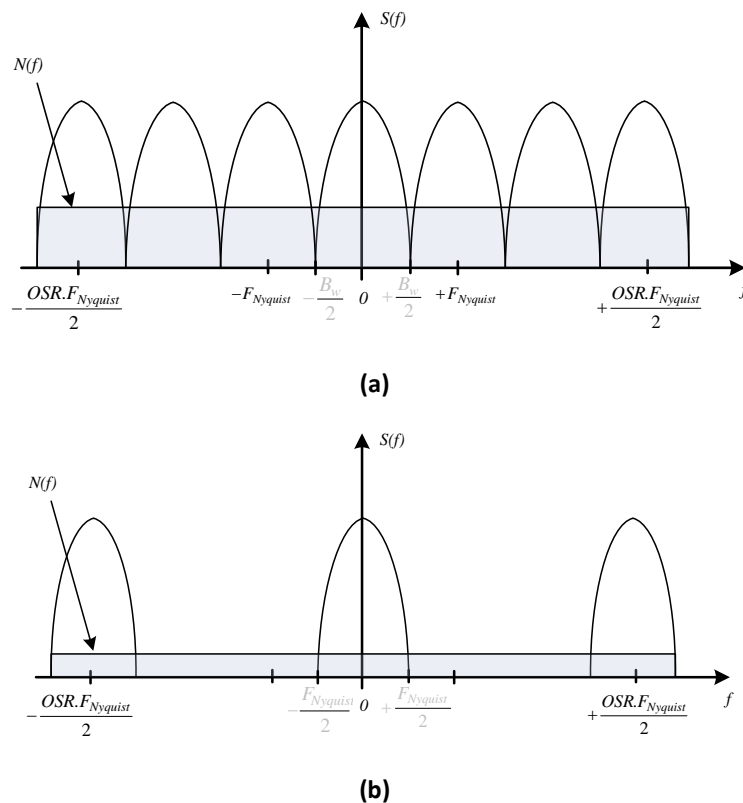 S(f)
N(f)
-OSR.F_Nyquist/2 -F_Nyquist -B_w/2 0 +B_w/2 +F_Nyquist +OSR.F_Nyquist/2 f
(a)
S(f)
N(f)
-OSR.F_Nyquist/2 -F_Nyquist/2 0 +F_Nyquist/2 +OSR.F_Nyquist/2 f
(b)